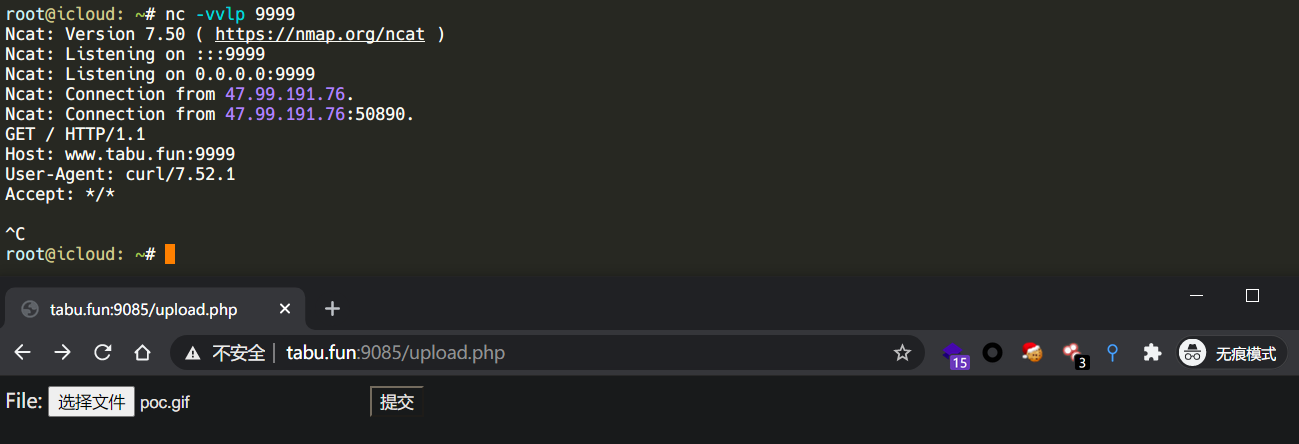 root@icloud: ~# nc -vvlp 9999
Ncat: Version 7.50 ( https://nmap.org/ncat )
Ncat: Listening on :::9999
Ncat: Listening on 0.0.0.0:9999
Ncat: Connection from 47.99.191.76.
Ncat: Connection from 47.99.191.76:50890.
GET / HTTP/1.1
Host: www.tabu.fun:9999
User-Agent: curl/7.52.1
Accept: */*
^C
root@icloud: ~#
tabu.fun:9085/upload.php
不安全 tabu.fun:9085/upload.php 15 3 无痕模式
File: 选择文件 poc.gif 提交